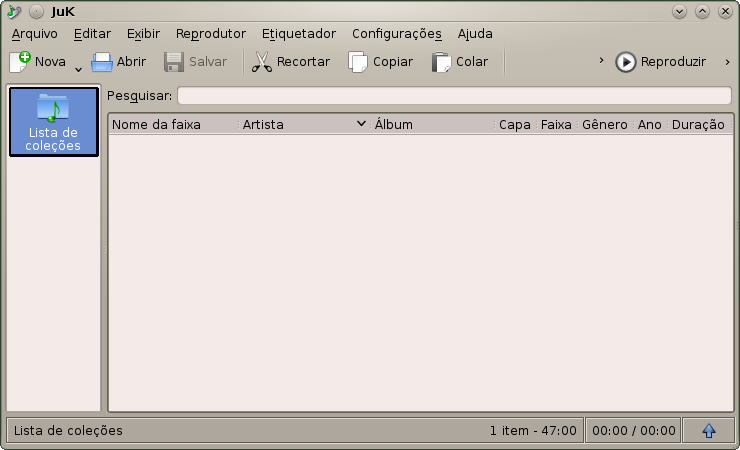 JuK
Arquivo Editar Exibir Reprodutor Etiquetador Configurações Ajuda
Nova Abrir Salvar Recortar Copiar Colar Reproduzir
Lista de
coleções
Pesquisar:
Nome da faixa Artista Álbum Capa Faixa Gênero Ano Duração
Lista de coleções 1 item - 47:00 00:00 / 00:00